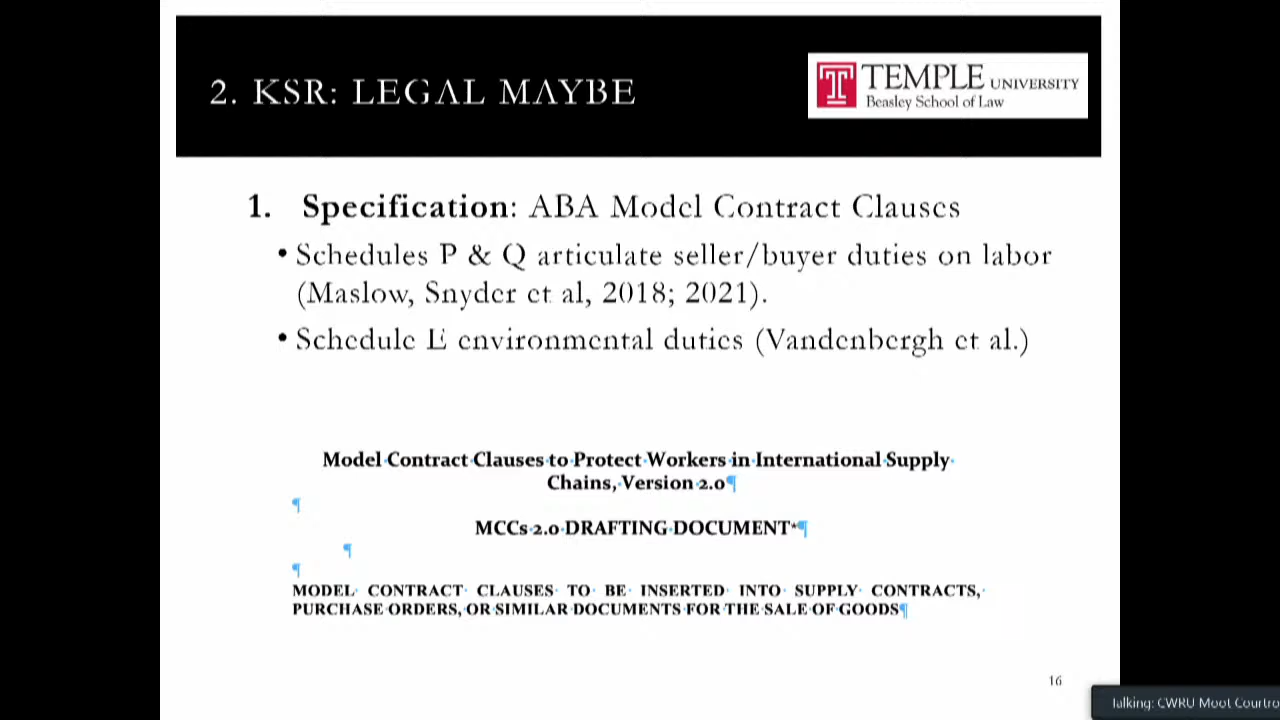 2. KSR: LEGAL MAYBE
TEMPLE UNIVERSITY
Beasley School of Law
1. Specification: ABA Model Contract Clauses
• Schedules P & Q articulate seller/buyer duties on labor
(Maslow, Snyder et al, 2018; 2021).
• Schedule E environmental duties (Vandenbergh et al.)
Model·Contract·Clauses·to·Protect·Workers·in·International·Supply·
Chains,·Version·2.0¶
¶
MCCs·2.0·DRAFTING·DOCUMENT*¶
¶
¶
MODEL· CONTRACT· CLAUSES· TO· BE· INSERTED· INTO· SUPPLY· CONTRACTS,·
PURCHASE·ORDERS,·OR·SIMILAR·DOCUMENTS·FOR·THE·SALE·OF·GOODS¶
16
Talking: CWRU Moot Courtro